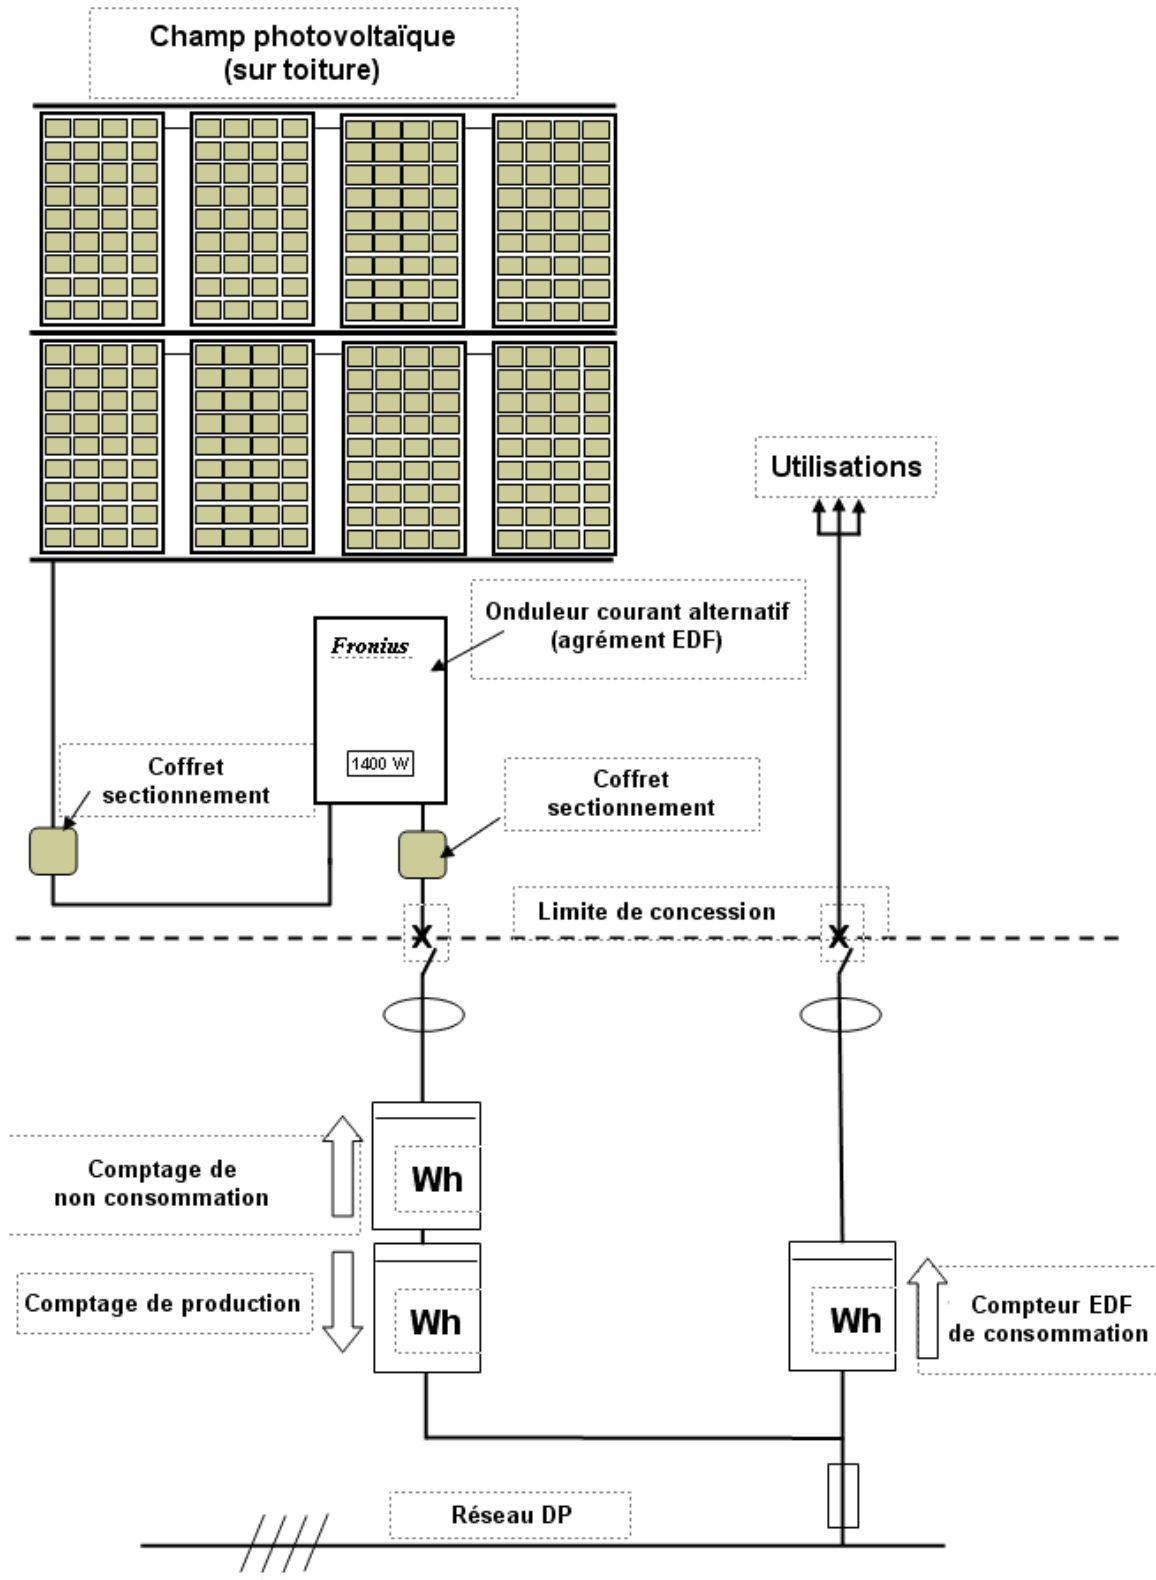 Champ photovoltaïque
(sur toiture)
Utilisations
Onduleur courant alternatif
(agrément EDF)
Fronius
1400 W
Coffret
sectionnement
Coffret
sectionnement
Limite de concession
X
X
Comptage de
non consommation
Wh
Comptage de production
Wh
Wh
Compteur EDF
de consommation
Réseau DP